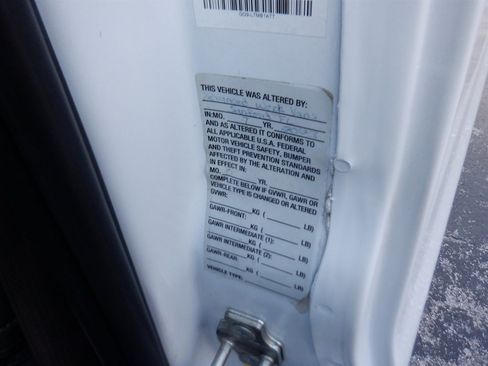 THIS VEHICLE WAS ALTERED BY:
IN:MO. YR.
AND AS ALTERED IT CONFORMS TO
ALL APPLICABLE U.S.A. FEDERAL
MOTOR VEHICLE SAFETY, BUMPER
AND THEFT PREVENTION STANDARDS
AFFECTED BY THE ALTERATION AND
IN EFFECT IN:
MO. YR.
COMPLETE BELOW IF GVWR, GAWR OR
VEHICLE TYPE IS CHANGED OR ALTERED
GVWR:
KG ( LB)
GAWR-FRONT:
KG ( LB)
GAWR INTERMEDIATE (1):
KG ( LB)
GAWR INTERMEDIATE (2):
KG ( LB)
GAWR-REAR
KG ( LB)
VEHICLE TYPE: